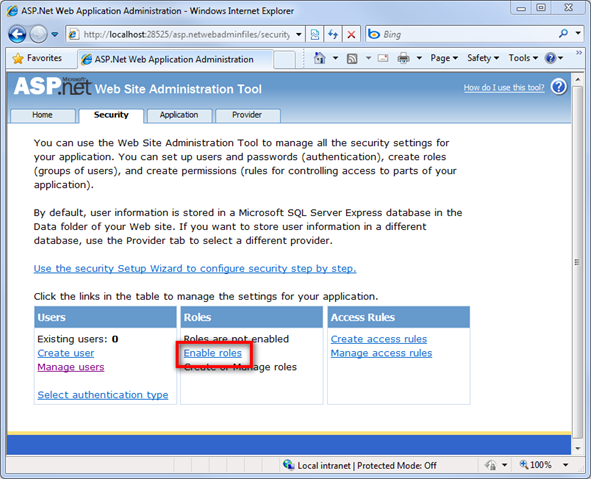 ASP.Net Web Application Administration - Windows Internet Explorer
http://localhost:28525/asp.netwebadminfiles/security
Bing
Favorites
ASP.Net Web Application Administration
Page
Safety
Tools
Microsoft
ASP.net Web Site Administration Tool
How do I use this tool?
Home
Security
Application
Provider
You can use the Web Site Administration Tool to manage all the security settings for
your application. You can set up users and passwords (authentication), create roles
(groups of users), and create permissions (rules for controlling access to parts of your
application).
By default, user information is stored in a Microsoft SQL Server Express database in the
Data folder of your Web site. If you want to store user information in a different
database, use the Provider tab to select a different provider.
Use the security Setup Wizard to configure security step by step.
Click the links in the table to manage the settings for your application.
Users
Existing users: 0
Create user
Manage users
Select authentication type
Roles
Roles are not enabled
Enable roles
Create or Manage roles
Access Rules
Create access rules
Manage access rules
Local intranet | Protected Mode: Off
100%